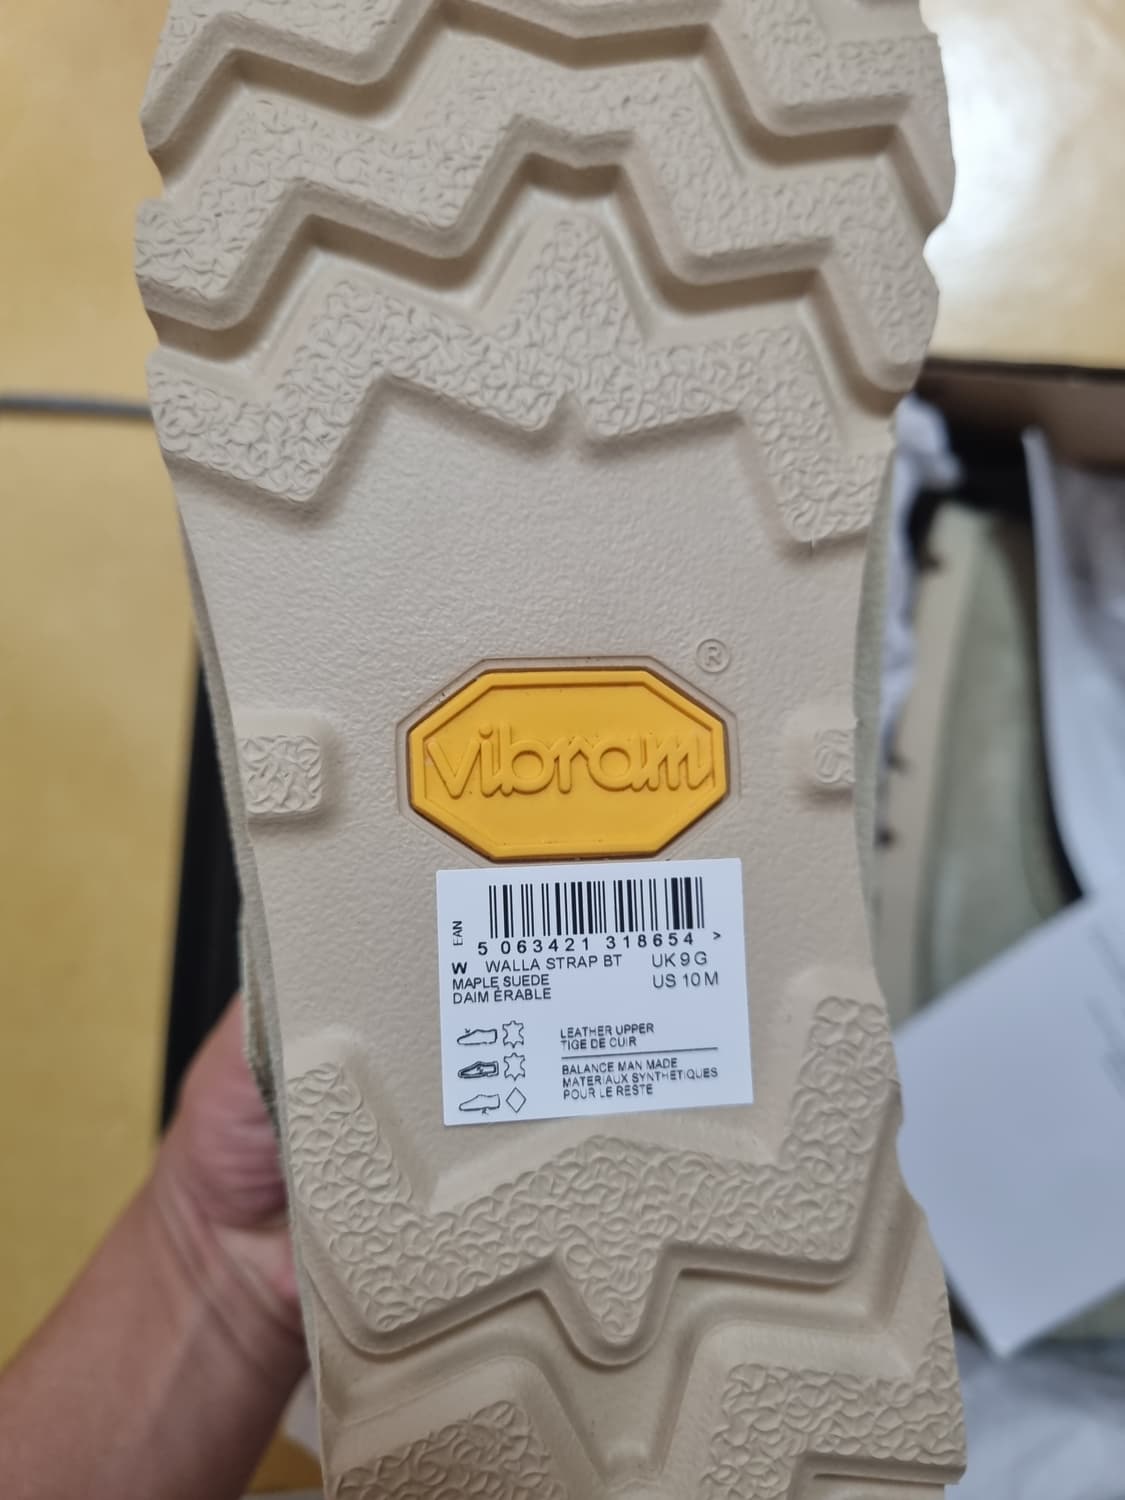 ®
vibram
EAN
5 063421 318654 >
W WALLA STRAP BT UK 9 G
MAPLE SUEDE US 10 M
DAIM ÉRABLE
LEATHER UPPER
TIGE DE CUIR
BALANCE MAN MADE
MATERIAUX SYNTHETIQUES
POUR LE RESTE